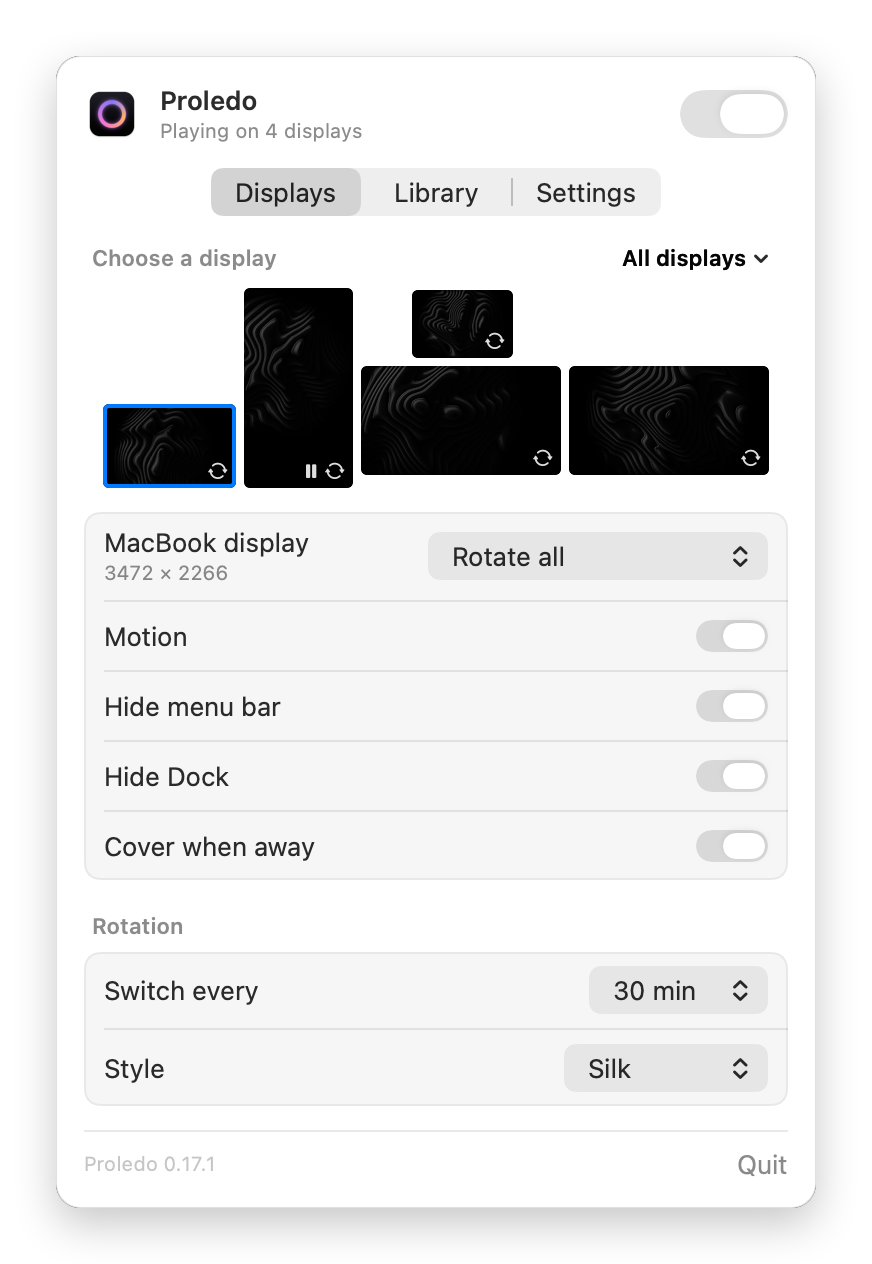 Proledo
Playing on 4 displays
Displays
Library
Settings
Choose a display
All displays
MacBook display
3472 × 2266
Rotate all
Motion
Hide menu bar
Hide Dock
Cover when away
Rotation
Switch every
30 min
Style
Silk
Proledo 0.17.1
Quit